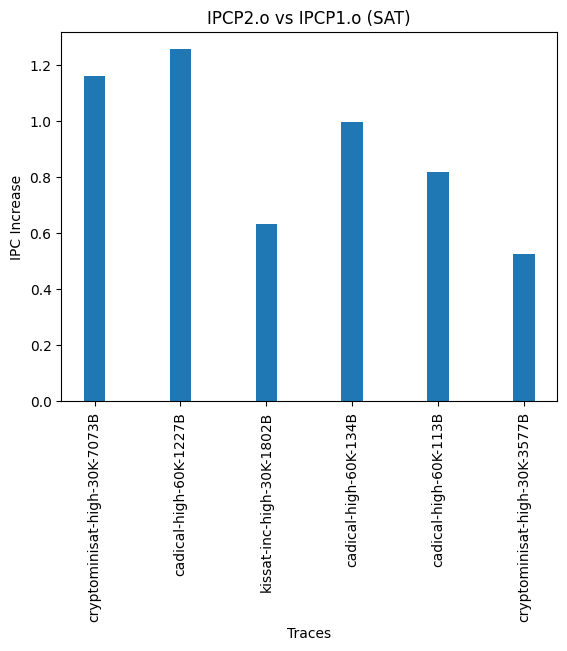 IPCP2.o vs IPCP1.o (SAT)
IPC Increase
1.2
1.0
0.8
0.6
0.4
0.2
0.0
cryptominisat-high-30K-7073B
cadical-high-60K-1227B
kissat-inc-high-30K-1802B
cadical-high-60K-134B
cadical-high-60K-113B
cryptominisat-high-30K-3577B
Traces